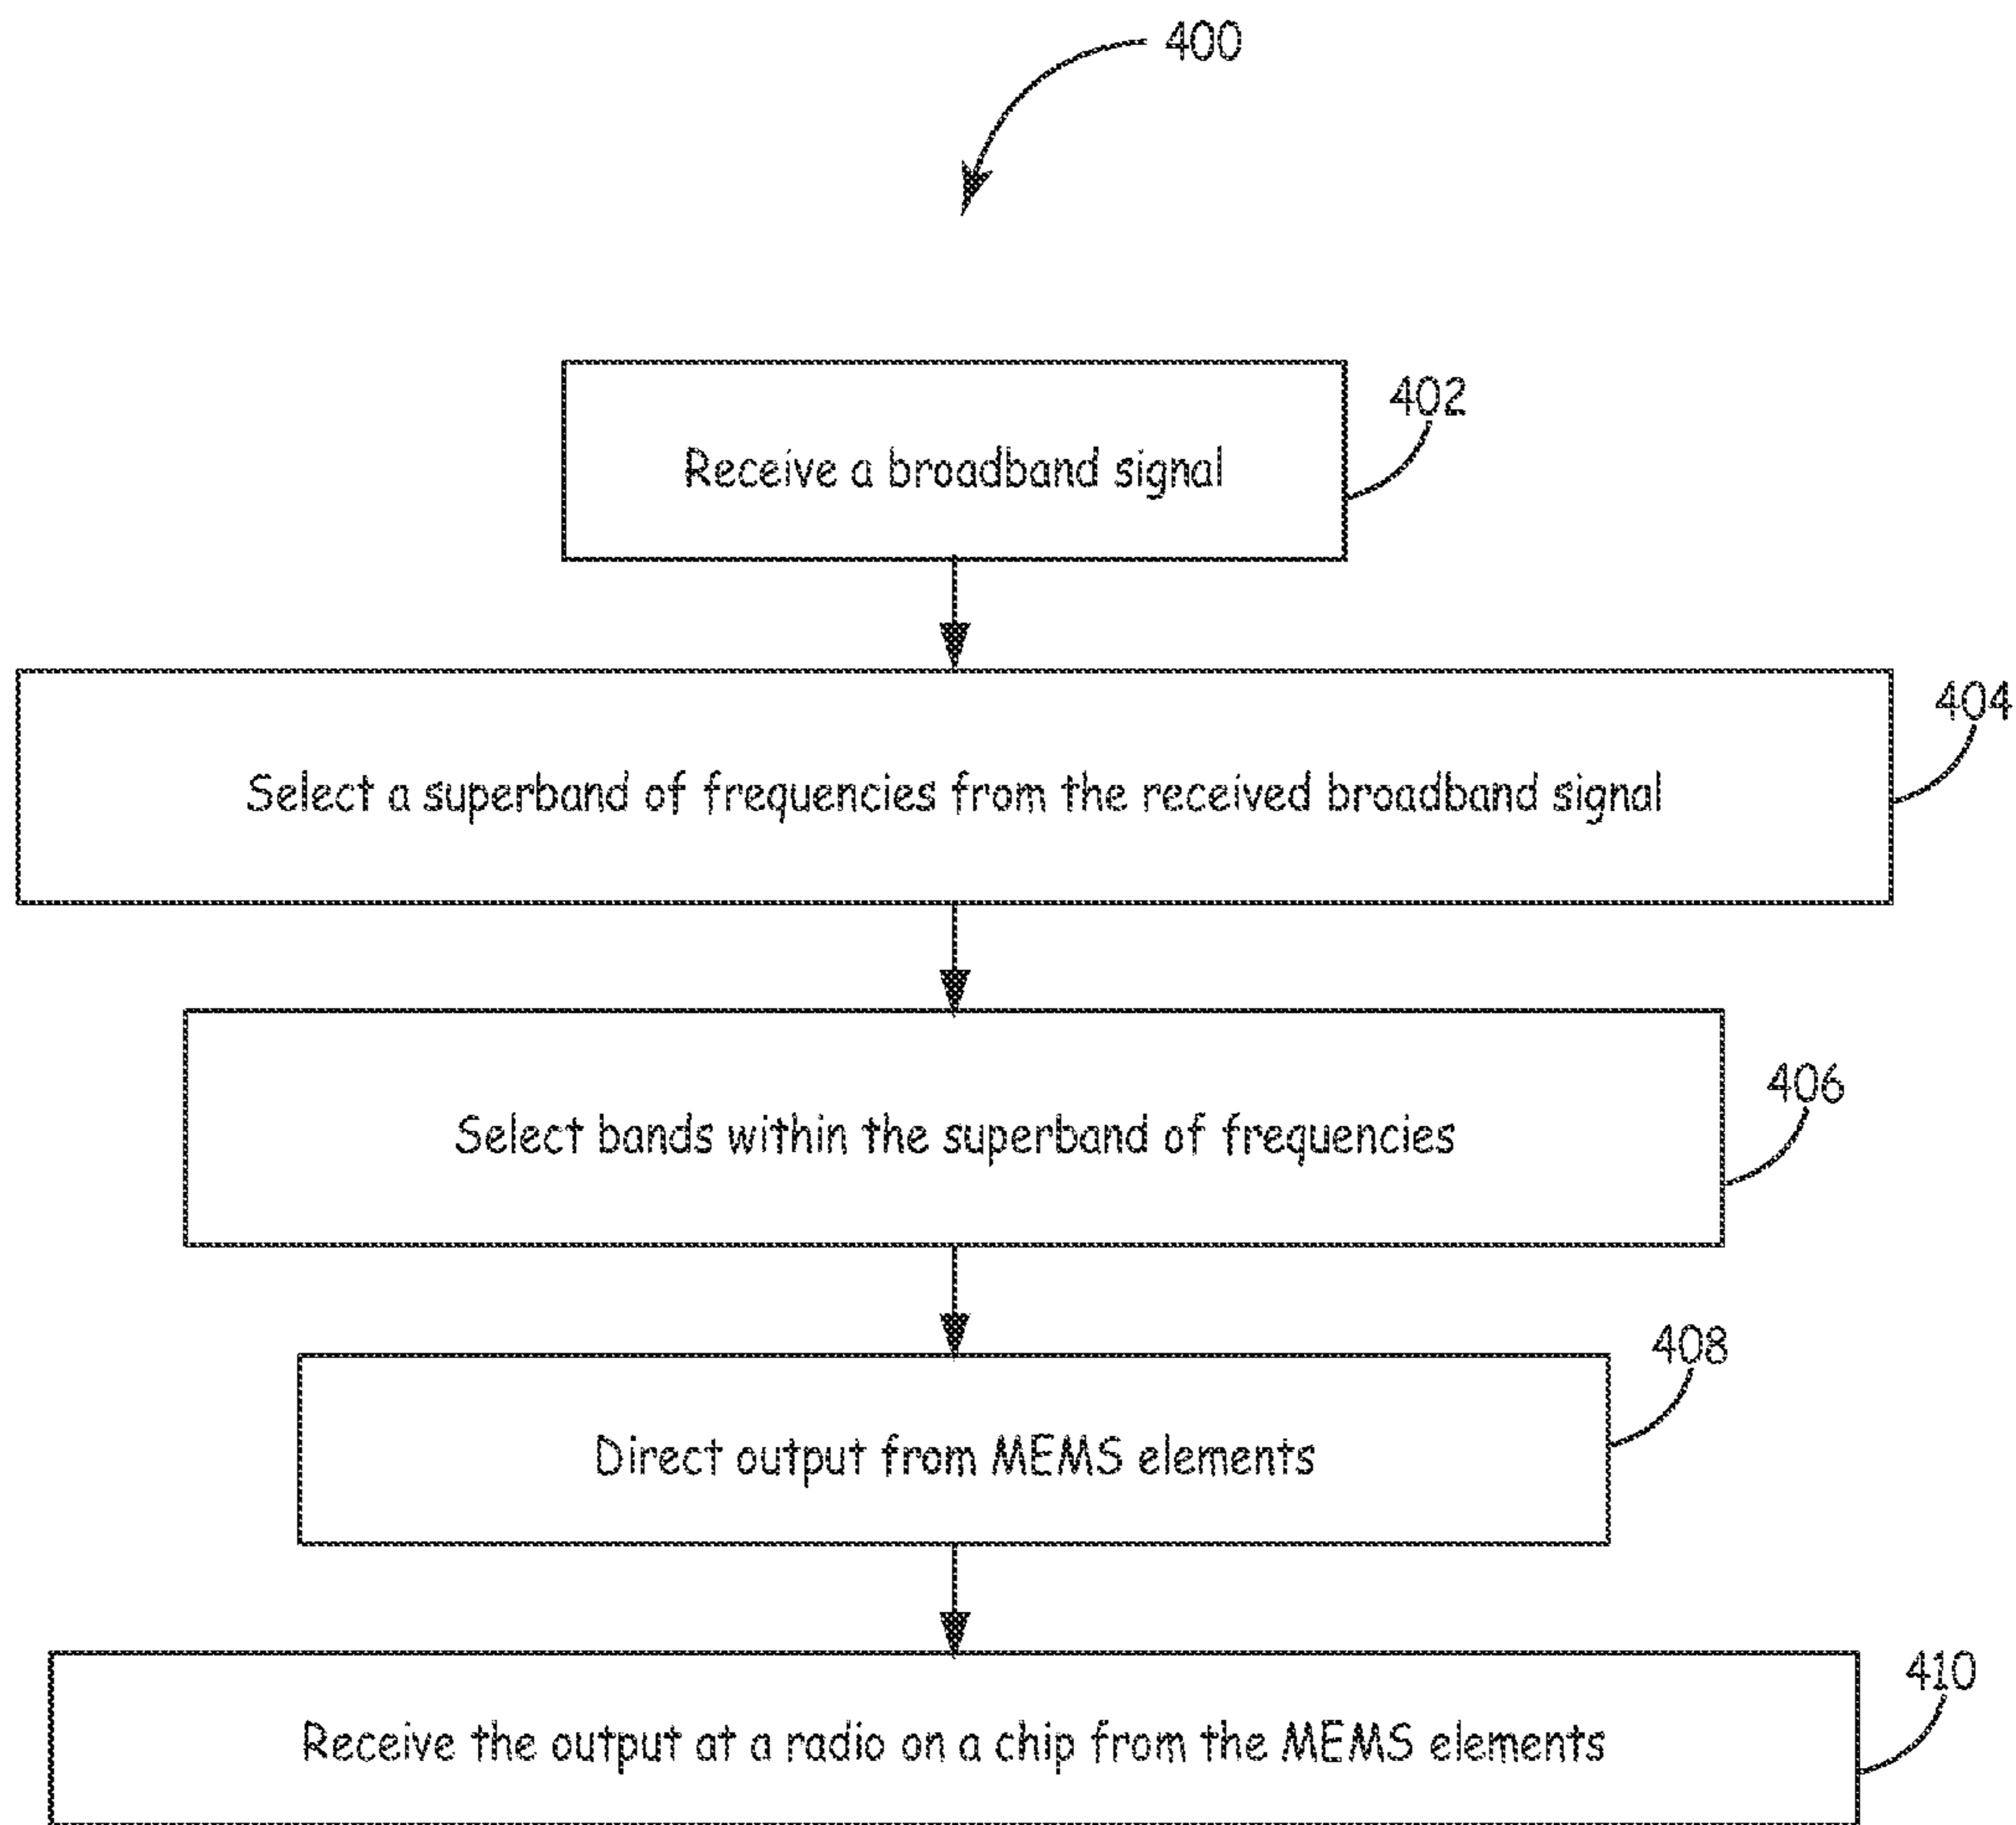 400
402
Receive a broadband signal
404
Select a superband of frequencies from the received broadband signal
406
Select bands within the superband of frequencies
408
Direct output from MEMS elements
410
Receive the output at a radio on a chip from the MEMS elements